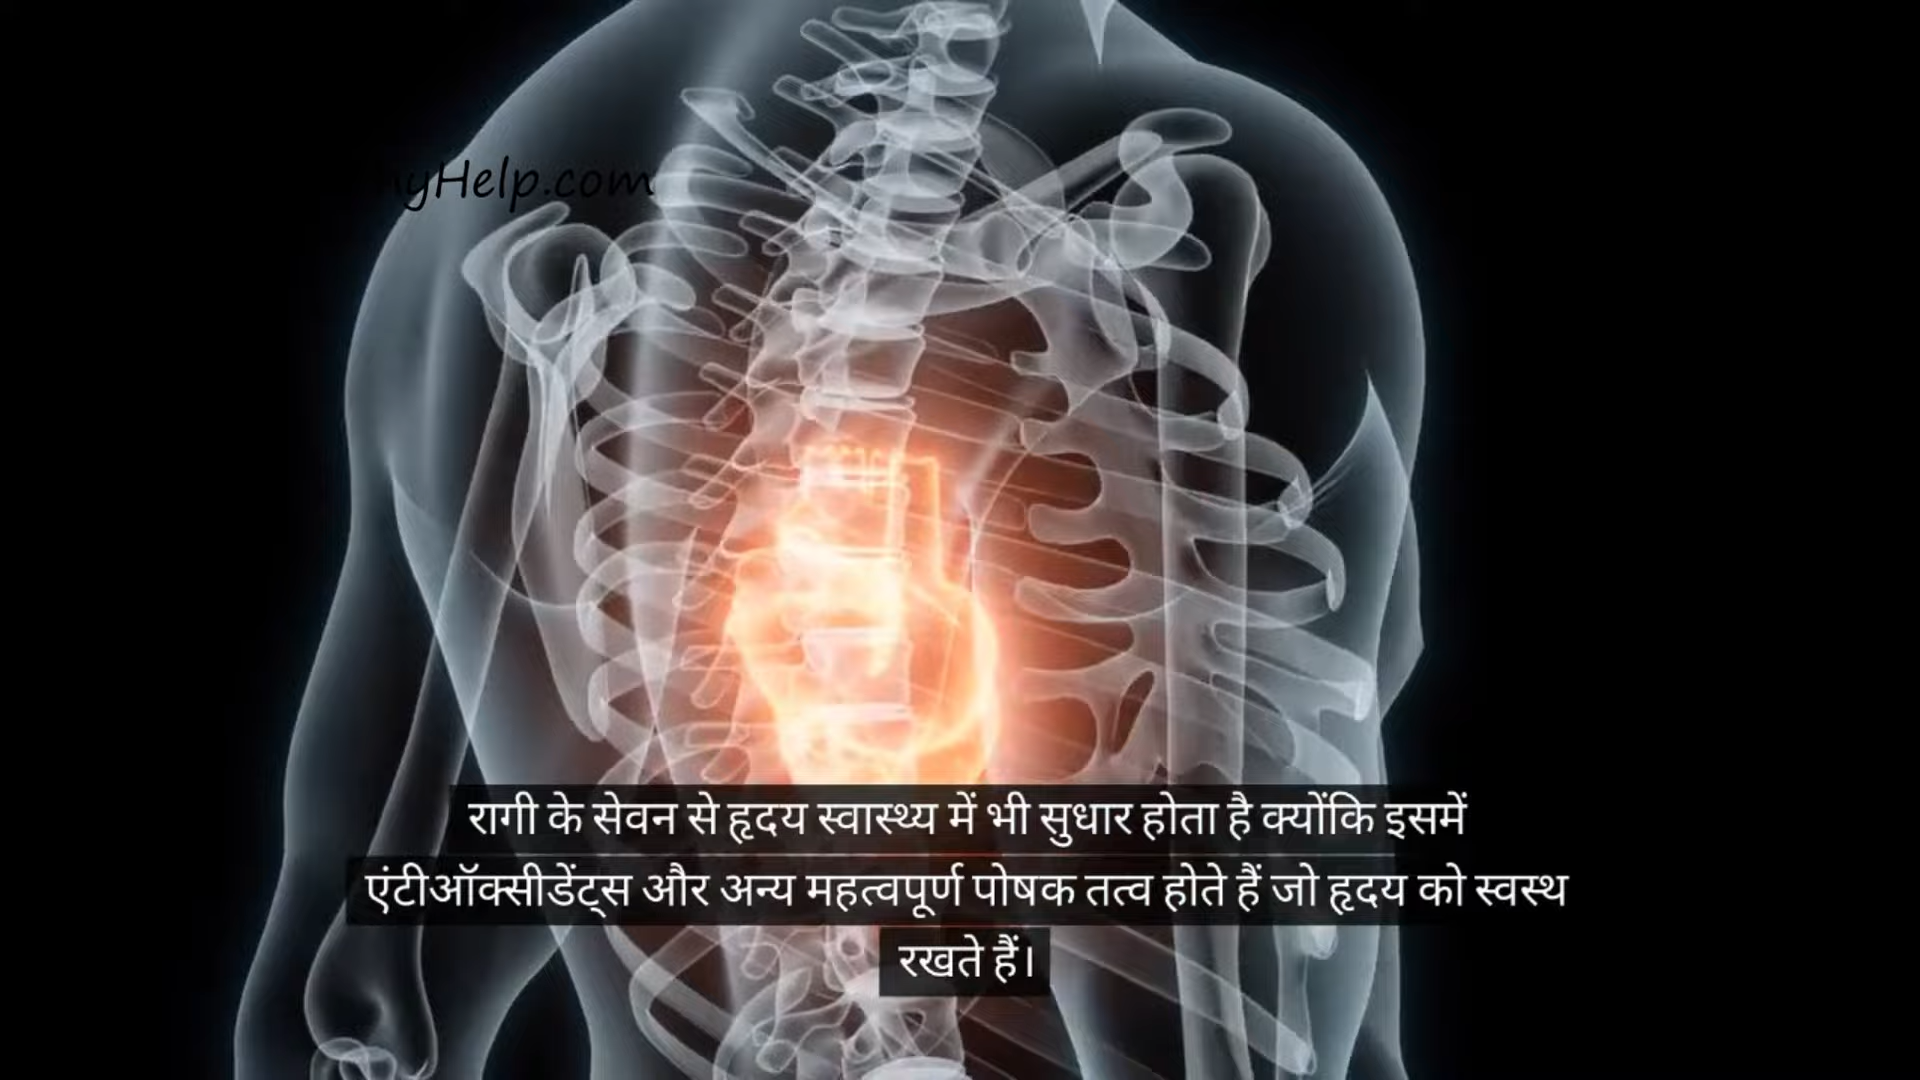 yHelp.com
रागी के सेवन से हृदय स्वास्थ्य में भी सुधार होता है क्योंकि इसमें
एंटीऑक्सीडेंट्स और अन्य महत्वपूर्ण पोषक तत्व होते हैं जो हृदय को स्वस्थ
रखते हैं।